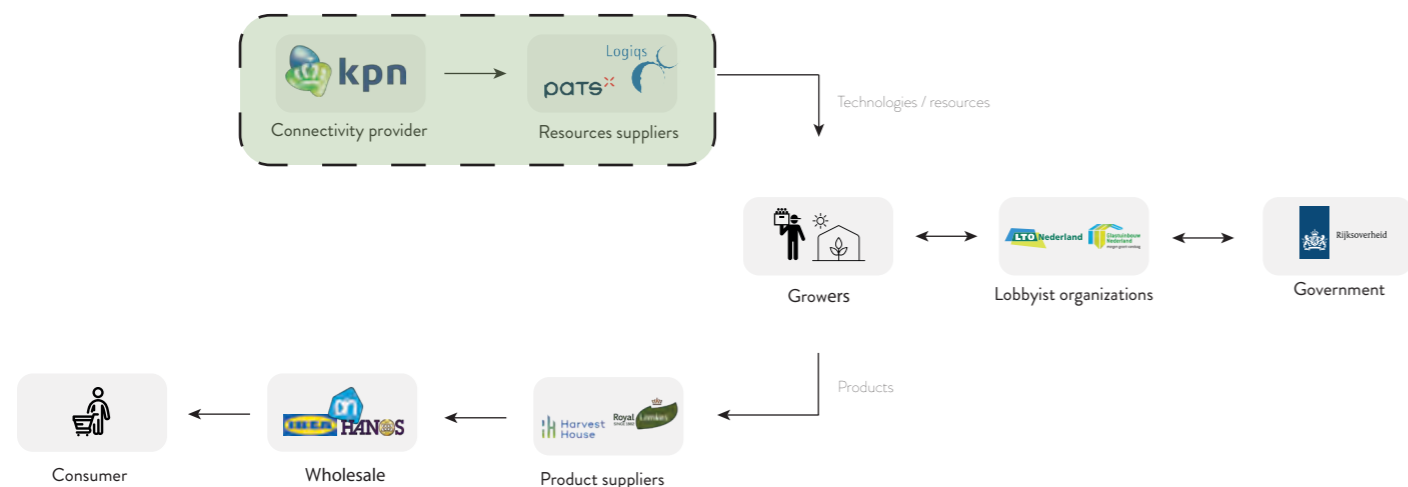 kpn
Logiqs
PATS
Connectivity provider
Resources suppliers
Technologies / resources
LTO Nederland
Glastuinbouw
Nederland
Rijksoverheid
Growers
Lobbyist organizations
Government
Products
IKEA
HANOS
Harvest
House
Royal
Lemkes
Consumer
Wholesale
Product suppliers